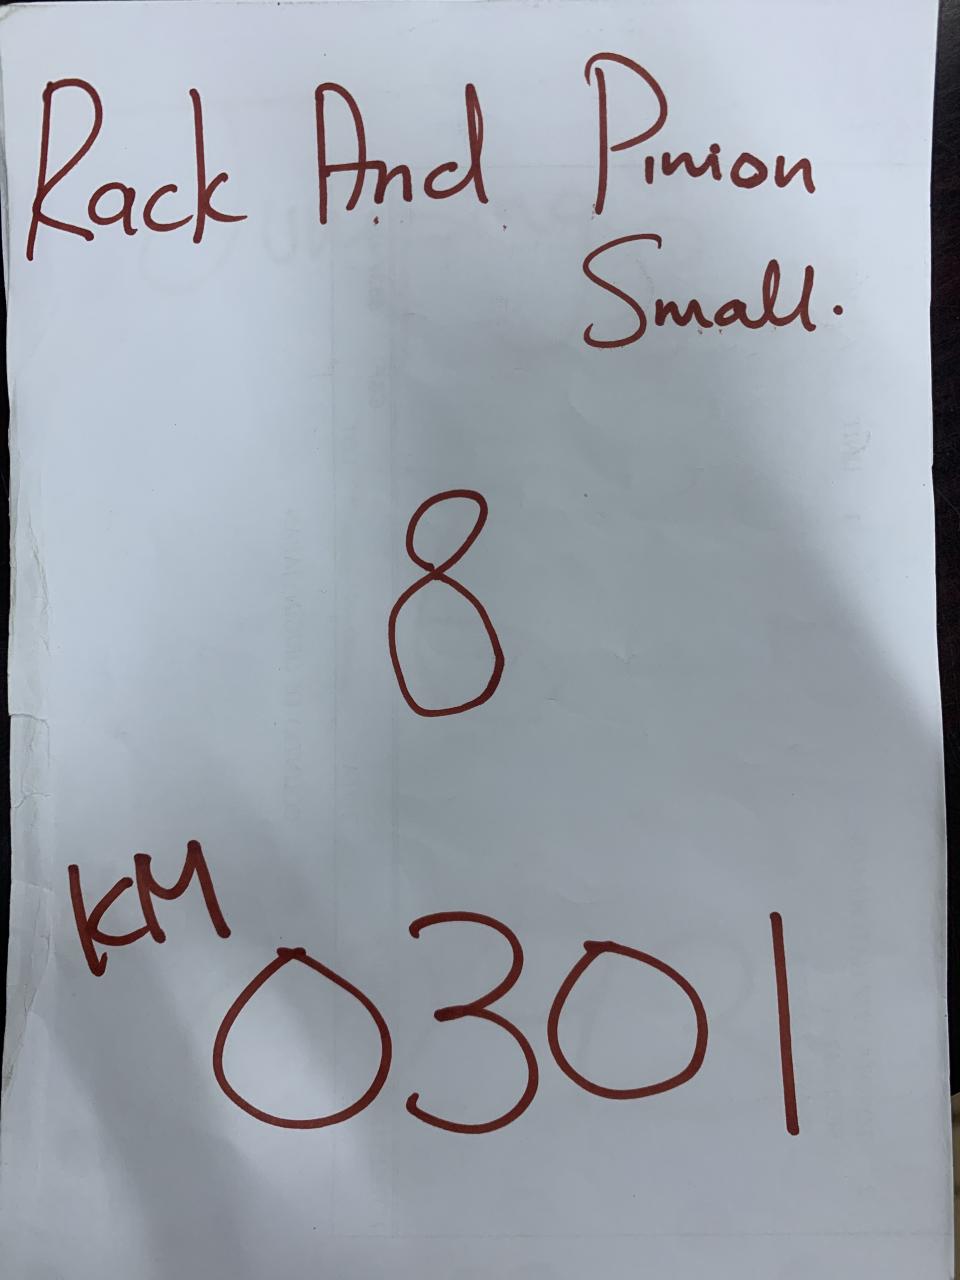 Rack And Pinion
Small.
8
KM
0301